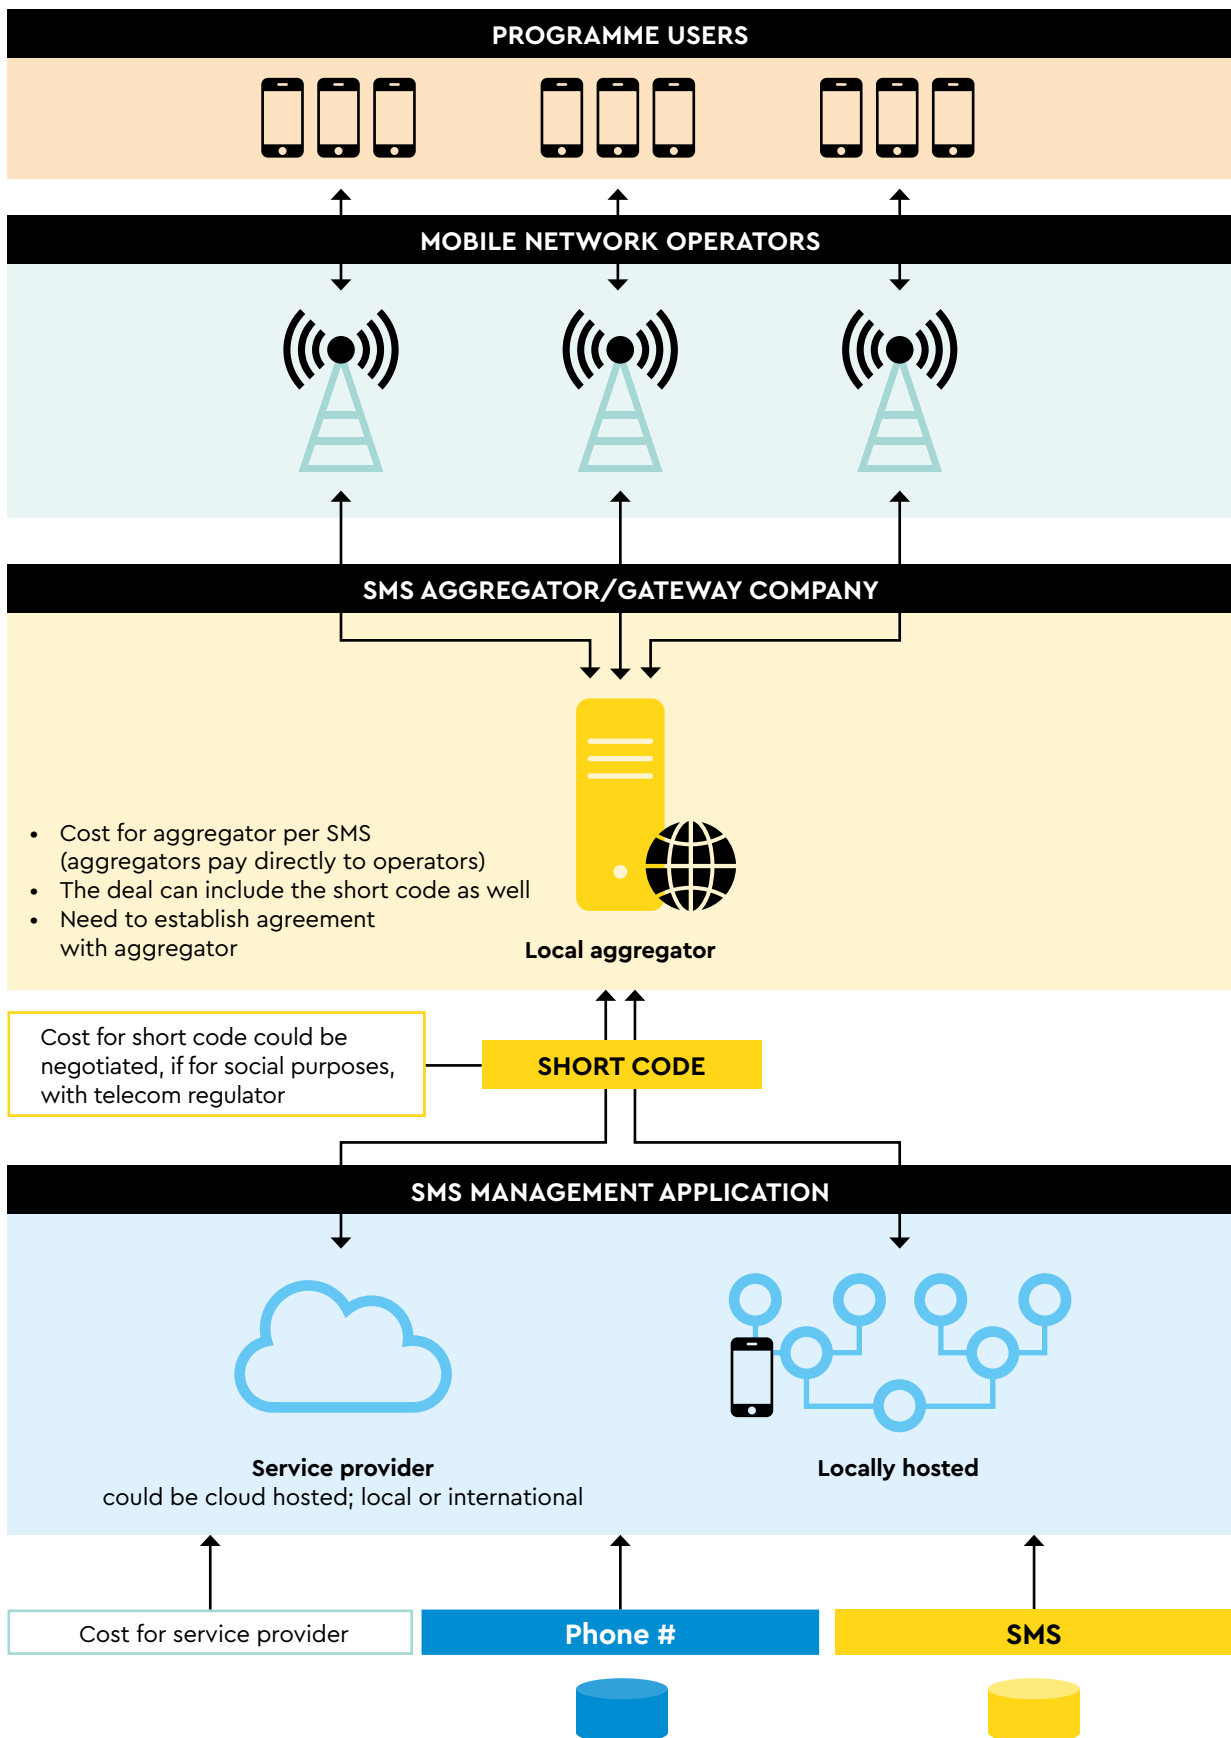 PROGRAMME USERS
MOBILE NETWORK OPERATORS
SMS AGGREGATOR/GATEWAY COMPANY
• Cost for aggregator per SMS
(aggregators pay directly to operators)
• The deal can include the short code as well
• Need to establish agreement
with aggregator
Local aggregator
Cost for short code could be
negotiated, if for social purposes,
with telecom regulator
SHORT CODE
SMS MANAGEMENT APPLICATION
Service provider
could be cloud hosted; local or international
Locally hosted
Cost for service provider
Phone #
SMS